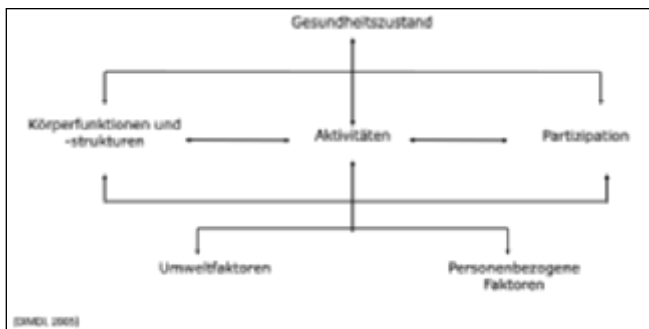 Gesundheitszustand
Körperfunktionen und
-strukturen
Aktivitäten
Partizipation
Umweltfaktoren
Personenbezogene
Faktoren
(DIMDI, 2005)